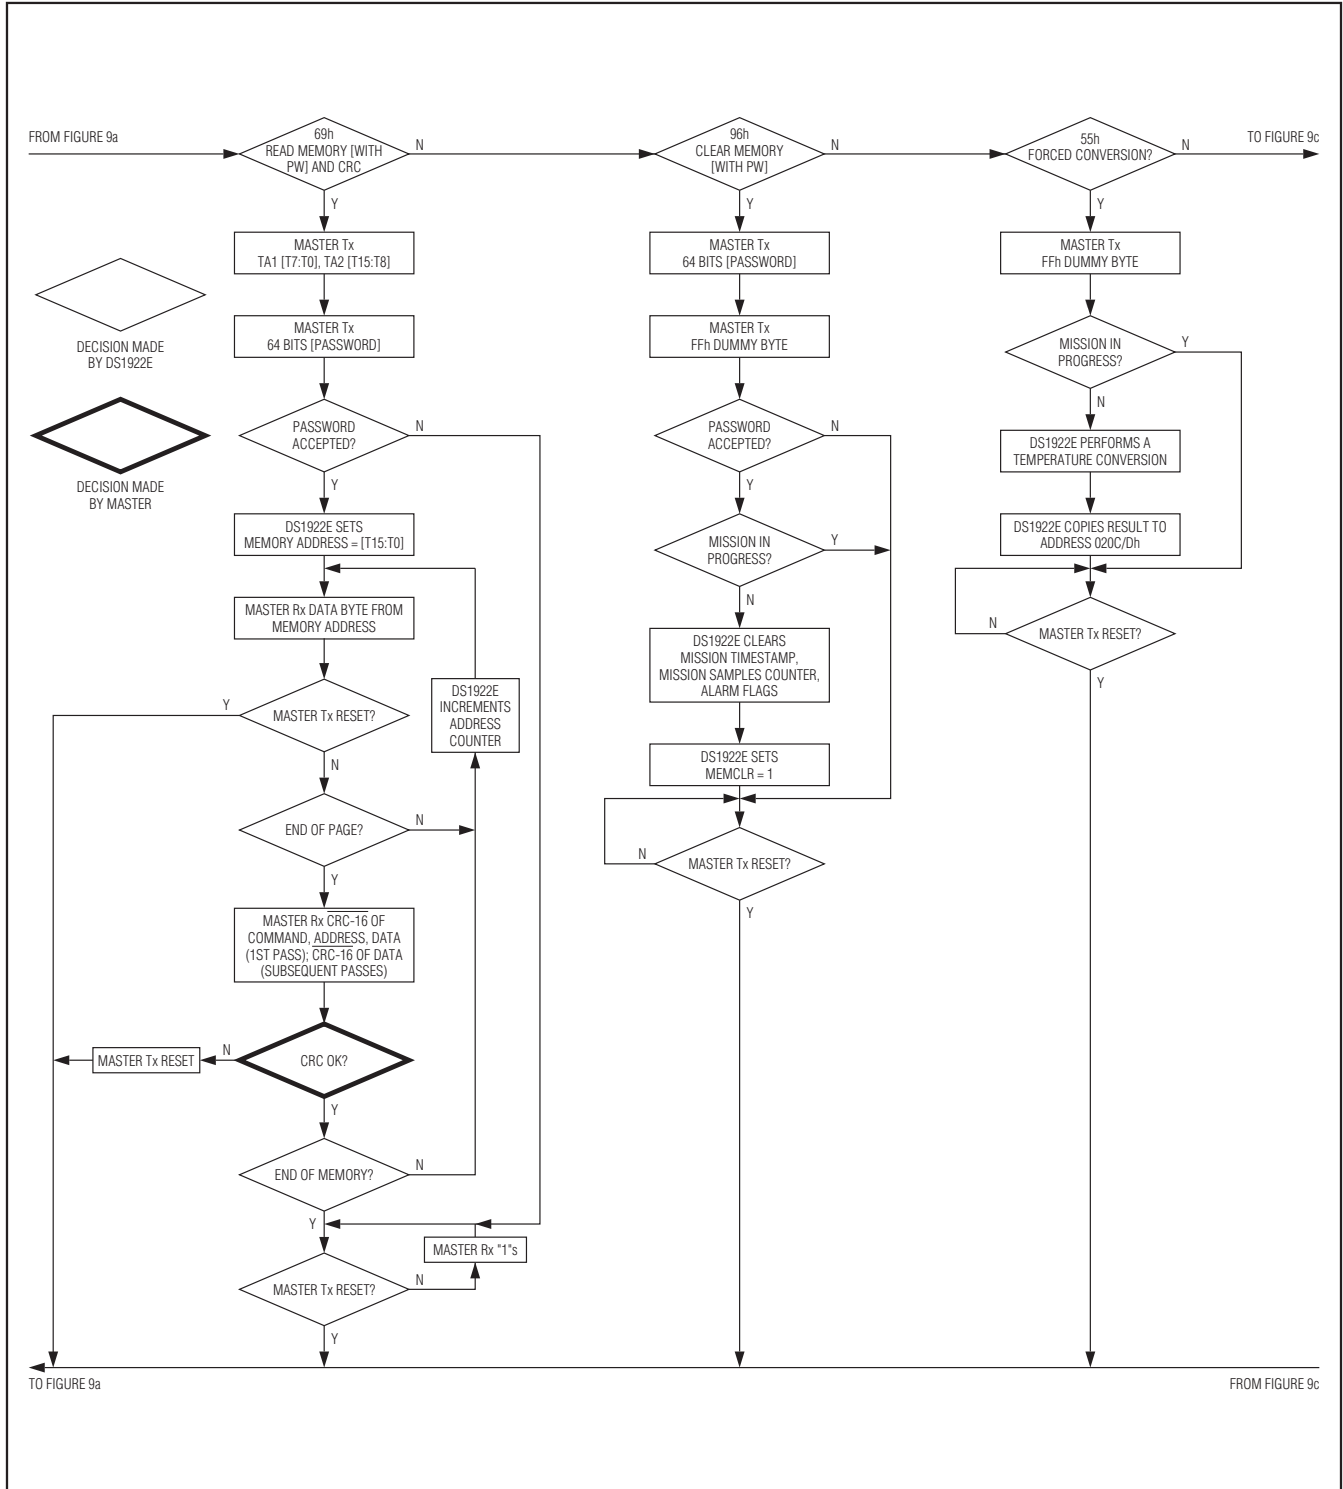 FROM FIGURE 9a
69h
READ MEMORY [WITH
PW] AND CRC
N
Y
96h
CLEAR MEMORY
[WITH PW]
N
Y
55h
FORCED CONVERSION?
N
Y
TO FIGURE 9c
DECISION MADE
BY DS1922E
DECISION MADE
BY MASTER
MASTER Tx
TA1 [T7:T0], TA2 [T15:T8]
MASTER Tx
64 BITS [PASSWORD]
PASSWORD
ACCEPTED?
N
Y
DS1922E SETS
MEMORY ADDRESS = [T15:T0]
MASTER Rx DATA BYTE FROM
MEMORY ADDRESS
MASTER Tx RESET?
Y
N
DS1922E
INCREMENTS
ADDRESS
COUNTER
END OF PAGE?
N
Y
MASTER Rx CRC-16 OF
COMMAND, ADDRESS, DATA
(1ST PASS); CRC-16 OF DATA
(SUBSEQUENT PASSES)
CRC OK?
N
MASTER Tx RESET
Y
END OF MEMORY?
N
Y
MASTER Rx "1"s
MASTER Tx RESET?
N
Y
MASTER Tx
64 BITS [PASSWORD]
MASTER Tx
FFh DUMMY BYTE
PASSWORD
ACCEPTED?
N
Y
MISSION IN
PROGRESS?
Y
N
DS1922E CLEARS
MISSION TIMESTAMP,
MISSION SAMPLES COUNTER,
ALARM FLAGS
DS1922E SETS
MEMCLR = 1
MASTER Tx RESET?
N
Y
MASTER Tx
FFh DUMMY BYTE
MISSION IN
PROGRESS?
Y
N
DS1922E PERFORMS A
TEMPERATURE CONVERSION
DS1922E COPIES RESULT TO
ADDRESS 020C/Dh
MASTER Tx RESET?
N
Y
TO FIGURE 9a
FROM FIGURE 9c